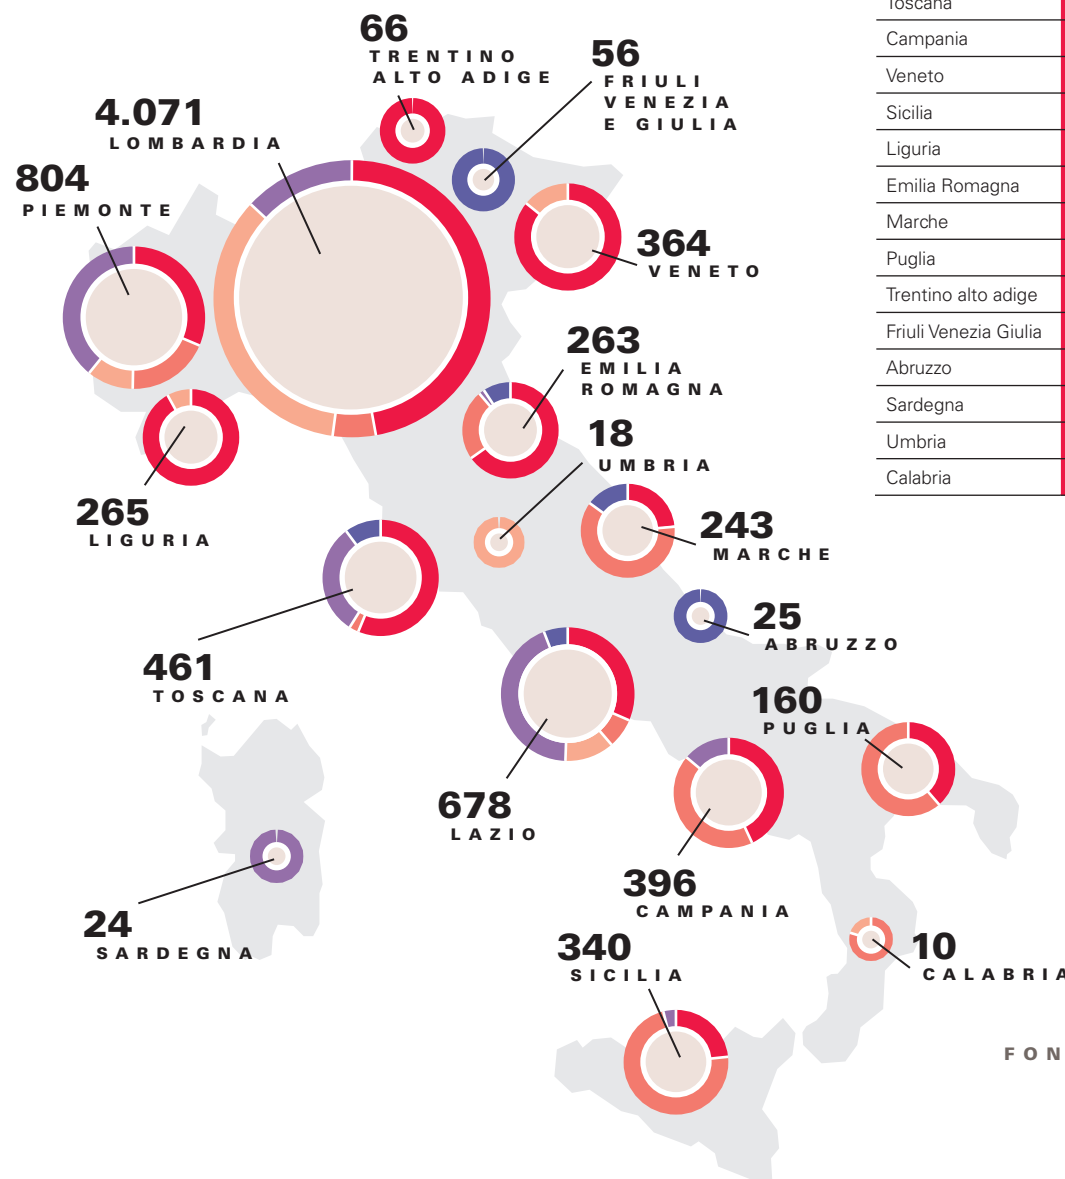 66
TRENTINO
ALTO ADIGE
56
FRIULI
VENEZIA
E GIULIA
4.071
LOMBARDIA
804
PIEMONTE
364
VENETO
263
EMILIA
ROMAGNA
18
UMBRIA
265
LIGURIA
243
MARCHE
25
ABRUZZO
461
TOSCANA
160
PUGLIA
678
LAZIO
396
CAMPANIA
24
SARDEGNA
340
SICILIA
10
CALABRIA
Toscana
Campania
Veneto
Sicilia
Liguria
Emilia Romagna
Marche
Puglia
Trentino alto adige
Friuli Venezia Giulia
Abruzzo
Sardegna
Umbria
Calabria
FON